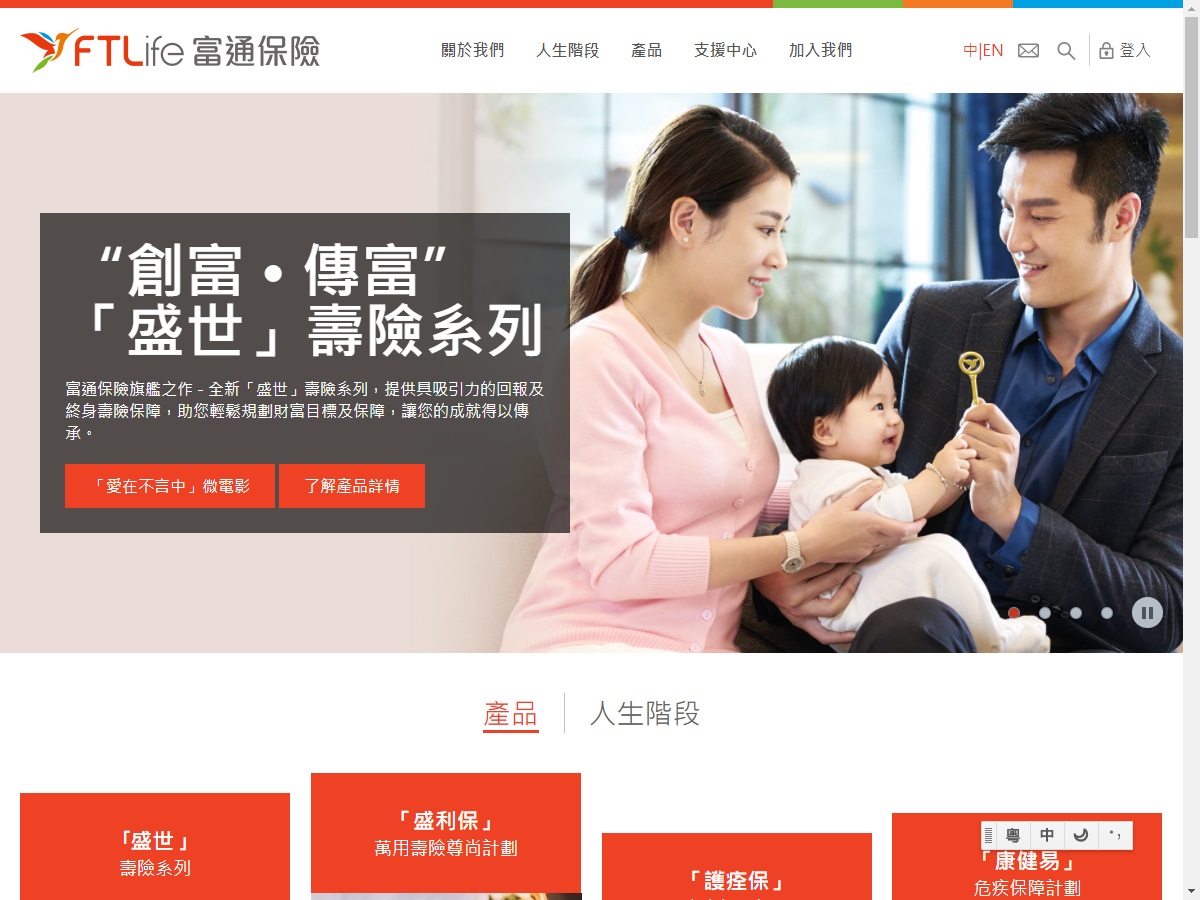 FTLife 富通保險
關於我們 人生階段 產品 支援中心 加入我們 中|EN 登入
“創富 • 傳富”
「盛世」壽險系列
富通保險旗艦之作 - 全新「盛世」壽險系列，提供具吸引力的回報及
終身壽險保障，助您輕鬆規劃財富目標及保障，讓您的成就得以傳
承。
「愛在不言中」微電影 了解產品詳情
產品 人生階段
「盛世」
壽險系列
「盛利保」
萬用壽險尊尚計劃
「護痊保」
粵 中
「康健易」
危疾保障計劃